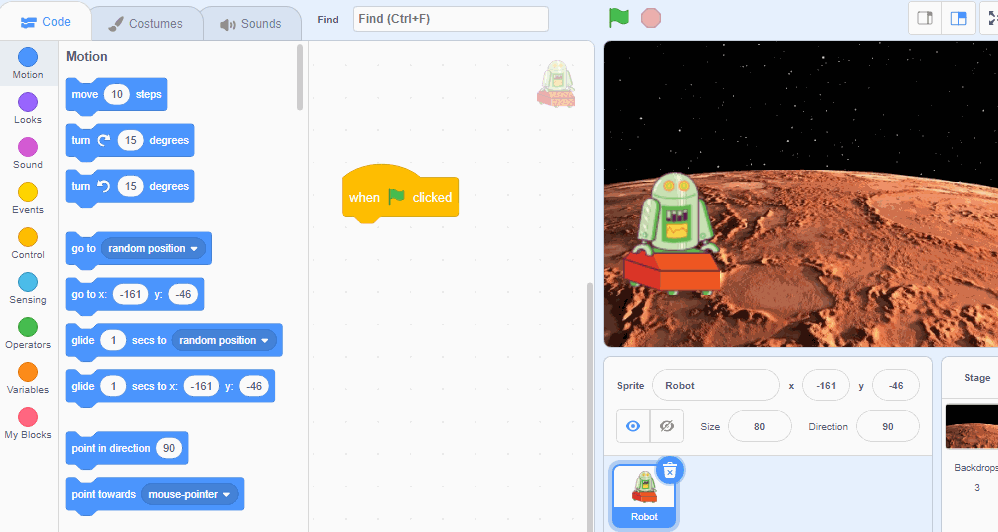 Code
Costumes
Sounds
Find
Find (Ctrl+F)
Motion
Looks
Sound
Events
Control
Sensing
Operators
Variables
My Blocks
Motion
move 10 steps
turn 15 degrees
turn 15 degrees
go to random position
go to x: -161 y: -46
glide 1 secs to random position
glide 1 secs to x: -161 y: -46
point in direction 90
point towards mouse-pointer
when clicked
Sprite Robot x -161 y -46
Size 80 Direction 90
Robot
Stage
Backdrops
3